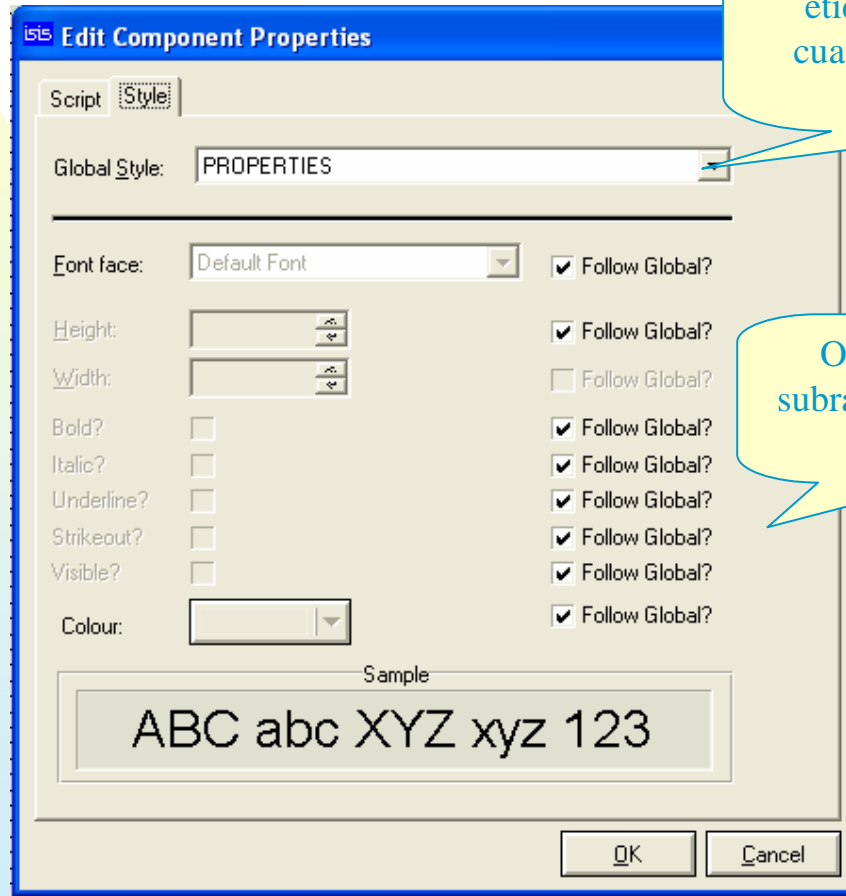 isis Edit Component Properties
Script Style
Global Style: PROPERTIES
Font face: Default Font Follow Global?
Height: Follow Global?
Width: Follow Global?
Bold? Follow Global?
Italic? Follow Global?
Underline? Follow Global?
Strikeout? Follow Global?
Visible? Follow Global?
Colour: Follow Global?
Sample
ABC abc XYZ xyz 123
OK Cancel